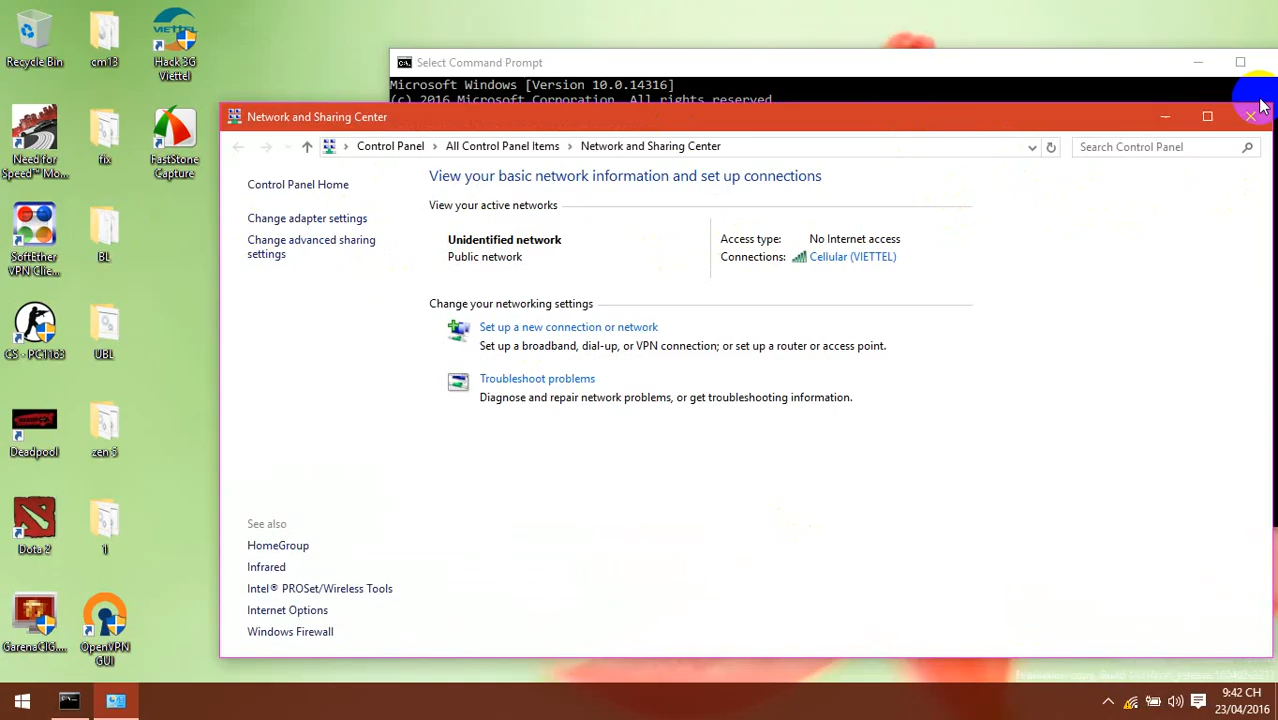 Recycle Bin
cm13
VIETTEL
Hack 3G
Viettel
Need for
Speed™ Mo...
fix
FastStone
Capture
SoftEther
VPN Clie...
BL
CS - PC1163
UBL
Deadpool
zen 5
Dota 2
1
GarenaCIG....
OpenVPN
GUI
Select Command Prompt
Microsoft Windows [Version 10.0.14316]
(c) 2016 Microsoft Corporation. All rights reserved
Network and Sharing Center
Control Panel
All Control Panel Items
Network and Sharing Center
Search Control Panel
Control Panel Home
Change adapter settings
Change advanced sharing
settings
View your basic network information and set up connections
View your active networks
Unidentified network
Public network
Access type: No Internet access
Connections: Cellular (VIETTEL)
Change your networking settings
Set up a new connection or network
Set up a broadband, dial-up, or VPN connection; or set up a router or access point.
Troubleshoot problems
Diagnose and repair network problems, or get troubleshooting information.
See also
HomeGroup
Infrared
Intel® PROSet/Wireless Tools
Internet Options
Windows Firewall
9:42 CH
23/04/2016